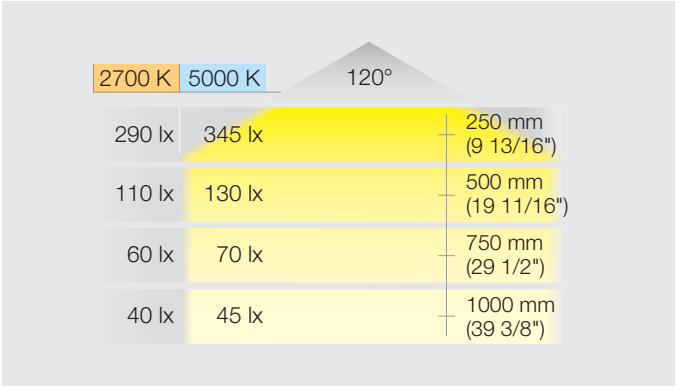 2700 K 5000 K 120°
290 lx 345 lx 250 mm
(9 13/16")
110 lx 130 lx 500 mm
(19 11/16")
60 lx 70 lx 750 mm
(29 1/2")
40 lx 45 lx 1000 mm
(39 3/8")